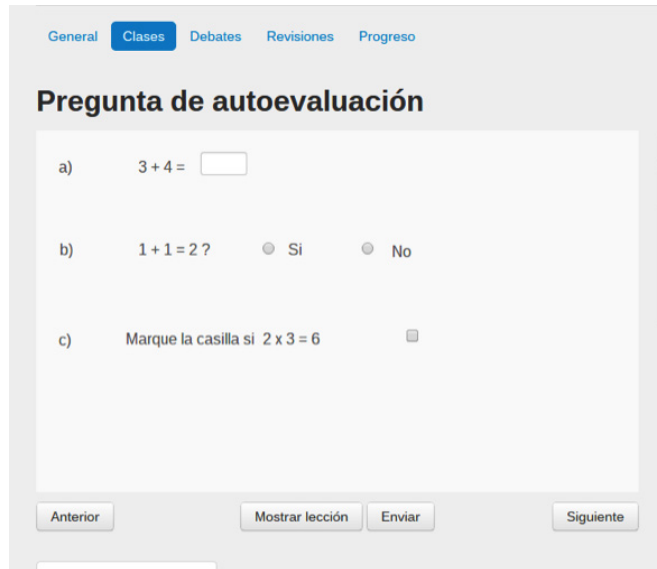 General Clases Debates Revisiones Progreso
Pregunta de autoevaluación
a) 3 + 4 =
b) 1 + 1 = 2 ? Si No
c) Marque la casilla si 2 x 3 = 6
Anterior Mostrar lección Enviar Siguiente